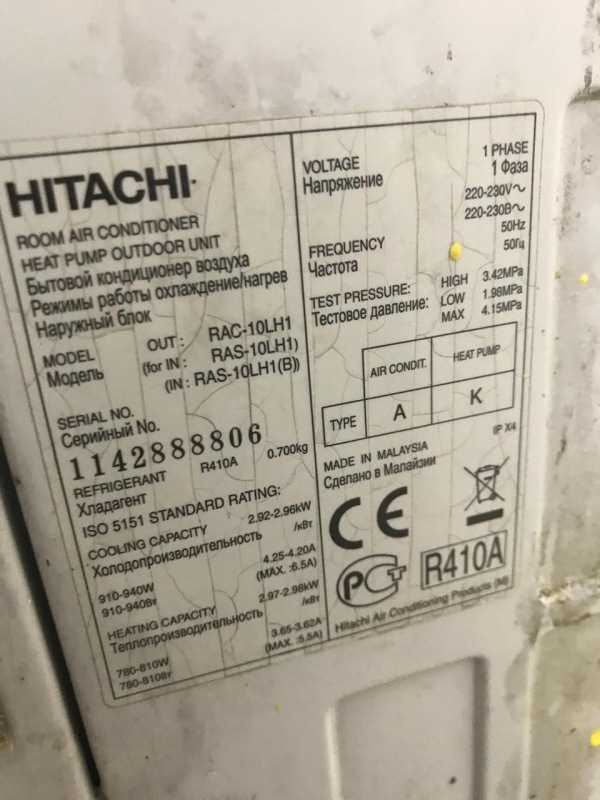 HITACHI
ROOM AIR CONDITIONER
HEAT PUMP OUTDOOR UNIT
Бытовой кондиционер воздуха
Режимы работы охлаждение/нагрев
Наружный блок
MODEL OUT : RAC-10LH1
Модель (for IN : RAS-10LH1)
(IN : RAS-10LH1(B))
SERIAL NO.
Серийный No.
1142888806
REFRIGERANT R410A 0.700kg
Хладагент
ISO 5151 STANDARD RATING:
COOLING CAPACITY 2.92-2.96kW
Холодопроизводительность /кВт
910-940W 4.25-4.20A
910-940Вт (MAX. :6.5A)
HEATING CAPACITY 2.97-2.98kW
Теплопроизводительность /кВт
780-810W 3.65-3.62A
780-810Вт (MAX. :5.5A)
VOLTAGE 1 PHASE
Напряжение 1 Фаза
220-230V~
220-230В~
FREQUENCY 50Hz
Частота 50Гц
TEST PRESSURE: HIGH 3.42MPa
Тестовое давление: LOW 1.98MPa
MAX 4.15MPa
AIR CONDIT. HEAT PUMP
TYPE A K
MADE IN MALAYSIA IP X4
Сделано в Малайзии
CE
РСТ R410A
Hitachi Air Conditioning Products (M)